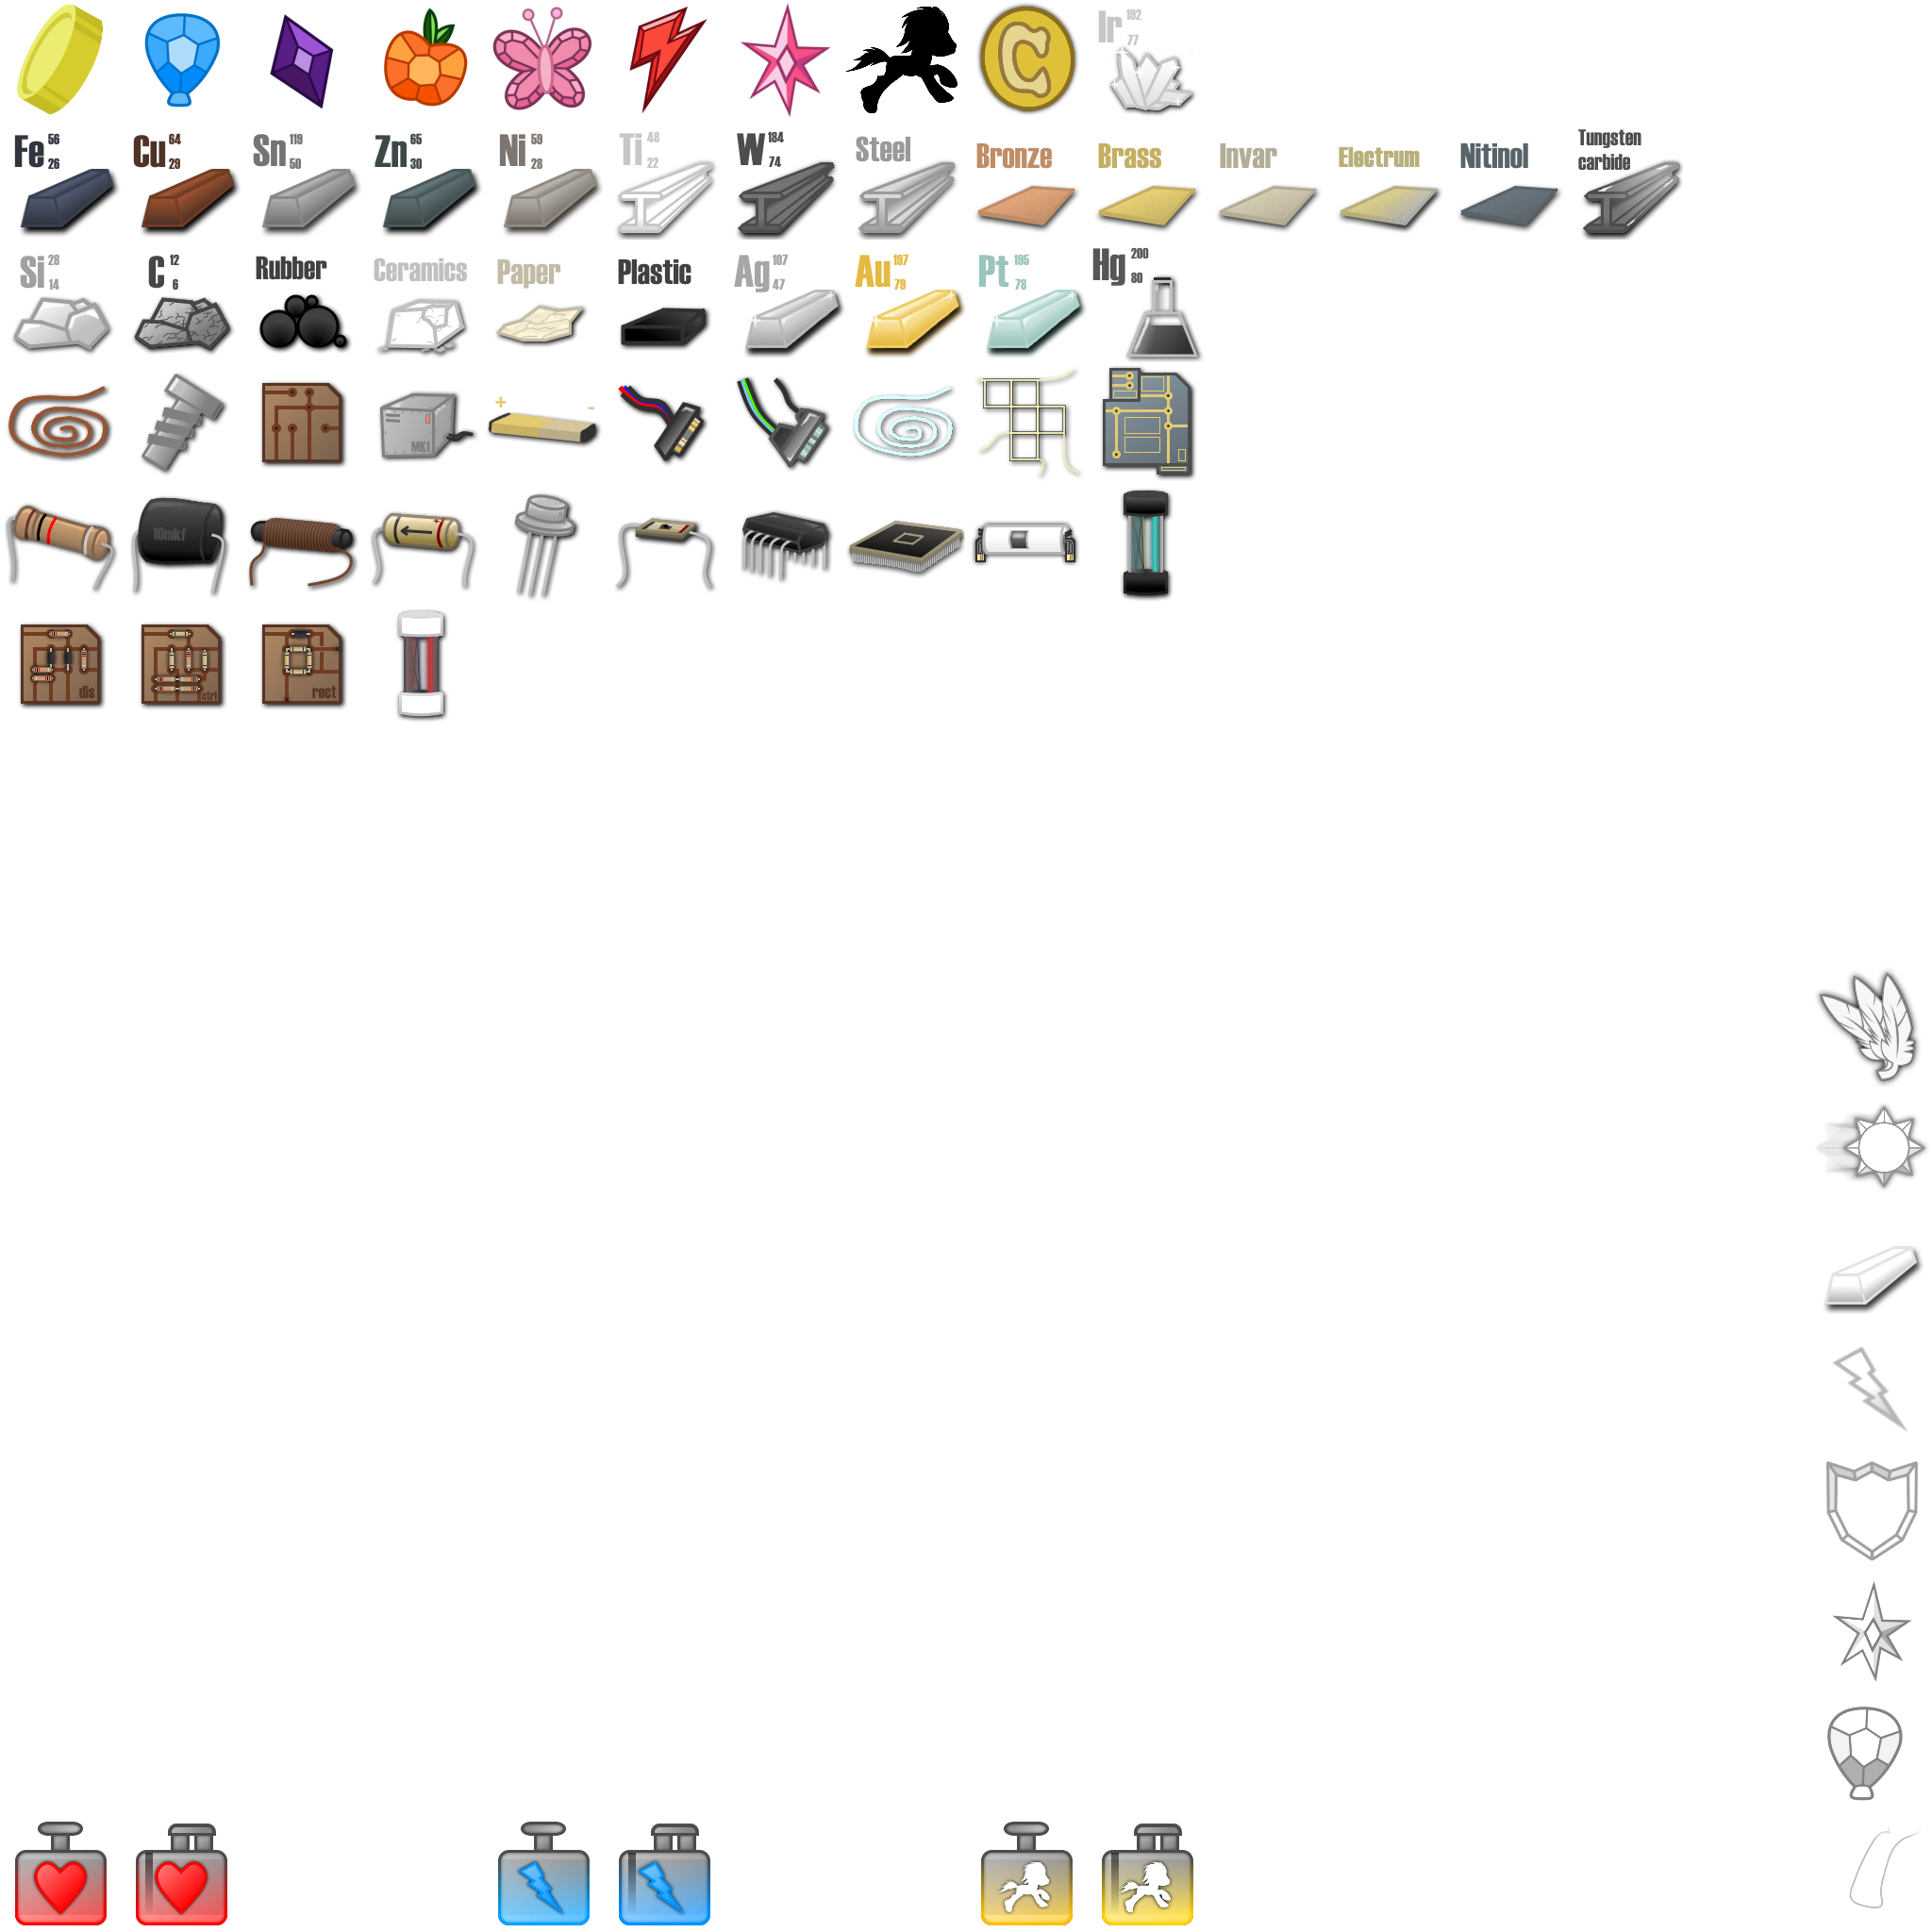 C
Ir 192 77
Fe 56 26
Cu 64 29
Sn 119 50
Zn 65 30
Ni 59 28
Ti 48 22
W 184 74
Steel
Bronze
Brass
Invar
Electrum
Nitinol
Tungsten
carbide
Si 28 14
C 12 6
Rubber
Ceramics
Paper
Plastic
Ag 107 47
Au 197 79
Pt 195 78
Hg 200 80
MK1
+ -
10mkf
dis
ctrl
rect